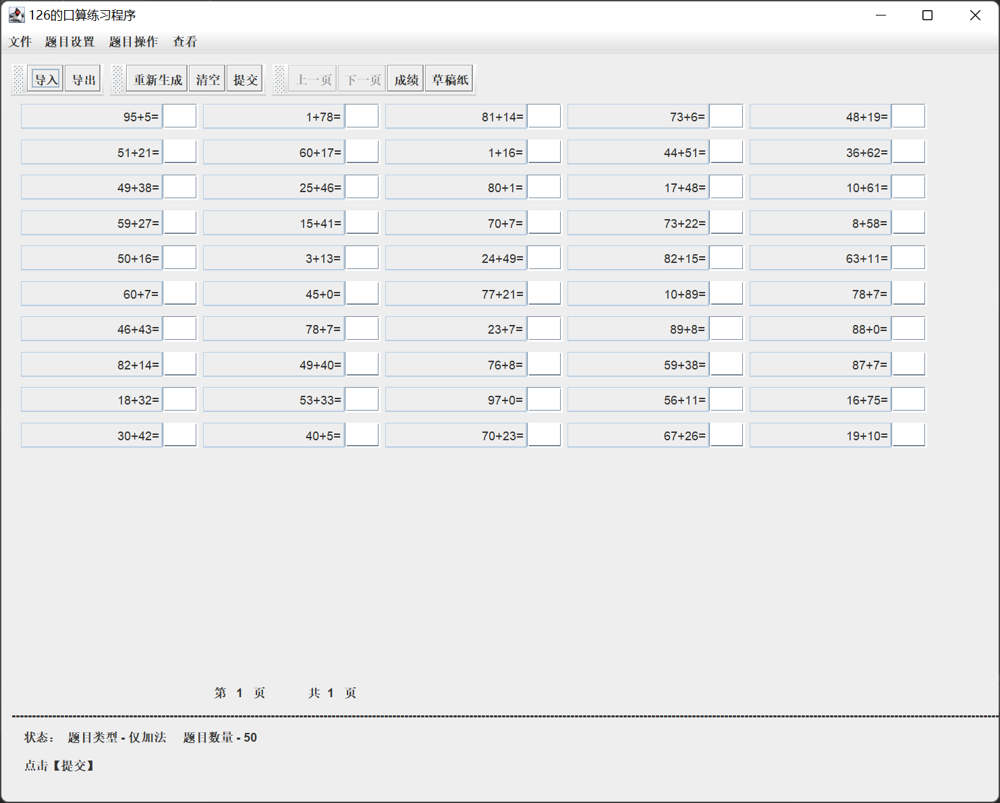 126的口算练习程序
文件 题目设置 题目操作 查看
导入 导出 重新生成 清空 提交 上一页 下一页 成绩 草稿纸
95+5= 1+78= 81+14= 73+6= 48+19=
51+21= 60+17= 1+16= 44+51= 36+62=
49+38= 25+46= 80+1= 17+48= 10+61=
59+27= 15+41= 70+7= 73+22= 8+58=
50+16= 3+13= 24+49= 82+15= 63+11=
60+7= 45+0= 77+21= 10+89= 78+7=
46+43= 78+7= 23+7= 89+8= 88+0=
82+14= 49+40= 76+8= 59+38= 87+7=
18+32= 53+33= 97+0= 56+11= 16+75=
30+42= 40+5= 70+23= 67+26= 19+10=
第 1 页 共 1 页
状态： 题目类型 - 仅加法 题目数量 - 50
点击【提交】